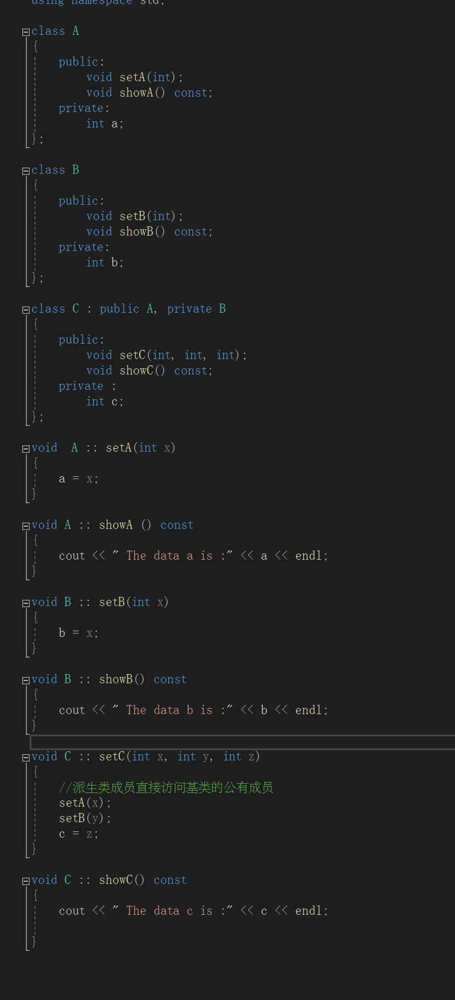 using namespace std;
class A
{
public:
void setA(int);
void showA() const;
private:
int a;
};
class B
{
public:
void setB(int);
void showB() const;
private:
int b;
};
class C : public A, private B
{
public:
void setC(int, int, int);
void showC() const;
private :
int c;
};
void  A :: setA(int x)
{
a = x;
}
void A :: showA () const
{
cout << " The data a is :" << a << endl;
}
void B :: setB(int x)
{
b = x;
}
void B :: showB() const
{
cout << " The data b is :" << b << endl;
}
void C :: setC(int x, int y, int z)
{
//派生类成员直接访问基类的公有成员
setA(x);
setB(y);
c = z;
}
void C :: showC() const
{
cout << " The data c is :" << c << endl;
}